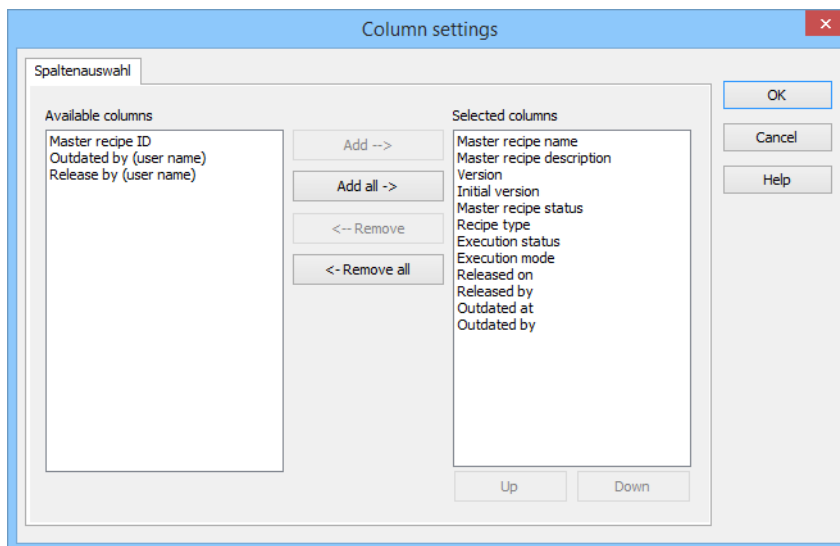 Column settings
Spaltenauswahl
Available columns
Master recipe ID
Outdated by (user name)
Release by (user name)
Add -->
Add all ->
<-- Remove
<- Remove all
Selected columns
Master recipe name
Master recipe description
Version
Initial version
Master recipe status
Recipe type
Execution status
Execution mode
Released on
Released by
Outdated at
Outdated by
Up
Down
OK
Cancel
Help